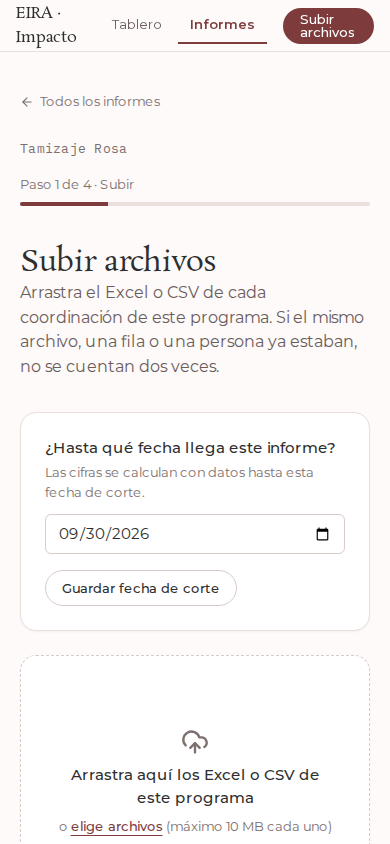 EIRA ·
Impacto
Tablero
Informes
Subir
archivos
← Todos los informes
Tamizaje Rosa
Paso 1 de 4 · Subir
Subir archivos
Arrastra el Excel o CSV de cada
coordinación de este programa. Si el mismo
archivo, una fila o una persona ya estaban,
no se cuentan dos veces.
¿Hasta qué fecha llega este informe?
Las cifras se calculan con datos hasta esta
fecha de corte.
09/30/2026
Guardar fecha de corte
Arrastra aquí los Excel o CSV de
este programa
o elige archivos (máximo 10 MB cada uno)